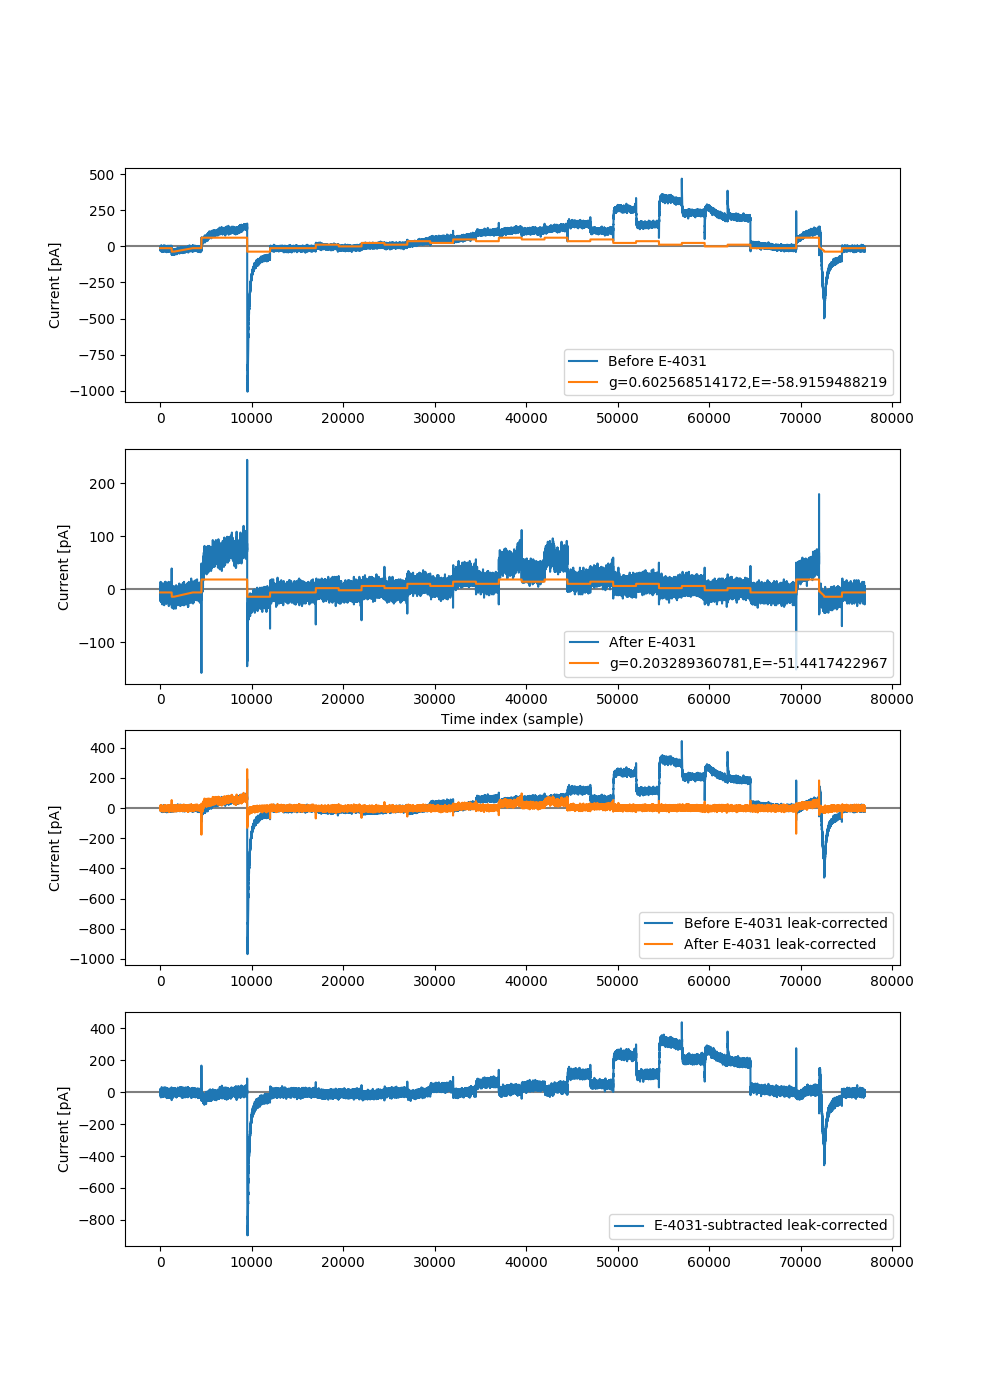 500
250
0
−250
−500
−750
−1000
Current [pA]
Before E-4031
g=0.602568514172,E=-58.9159488219
0 10000 20000 30000 40000 50000 60000 70000 80000
200
100
0
−100
Current [pA]
After E-4031
g=0.203289360781,E=-51.4417422967
0 10000 20000 30000 40000 50000 60000 70000 80000
Time index (sample)
400
200
0
−200
−400
−600
−800
−1000
Current [pA]
Before E-4031 leak-corrected
After E-4031 leak-corrected
0 10000 20000 30000 40000 50000 60000 70000 80000
400
200
0
−200
−400
−600
−800
Current [pA]
E-4031-subtracted leak-corrected
0 10000 20000 30000 40000 50000 60000 70000 80000